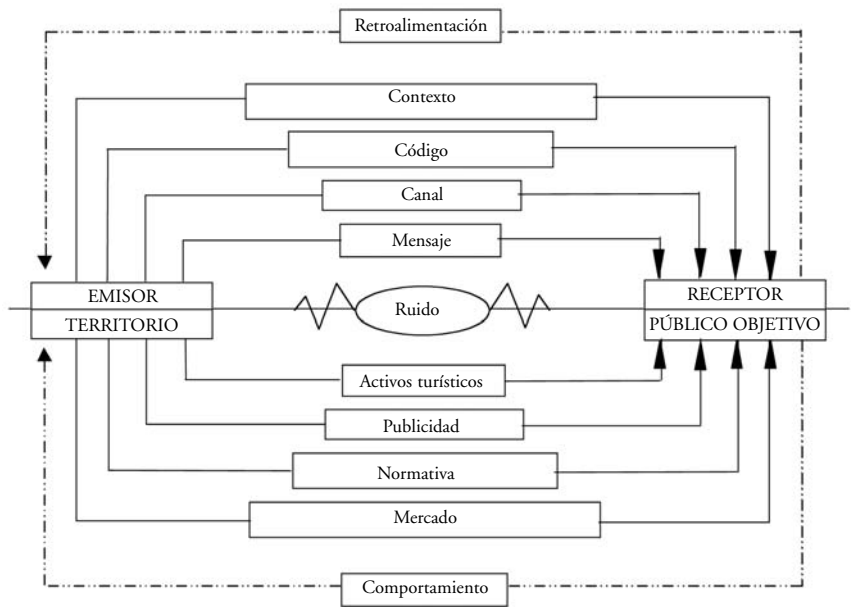 Retroalimentación
Contexto
Código
Canal
Mensaje
EMISOR
RECEPTOR
Ruido
TERRITORIO
PÚBLICO OBJETIVO
Activos turísticos
Publicidad
Normativa
Mercado
Comportamiento